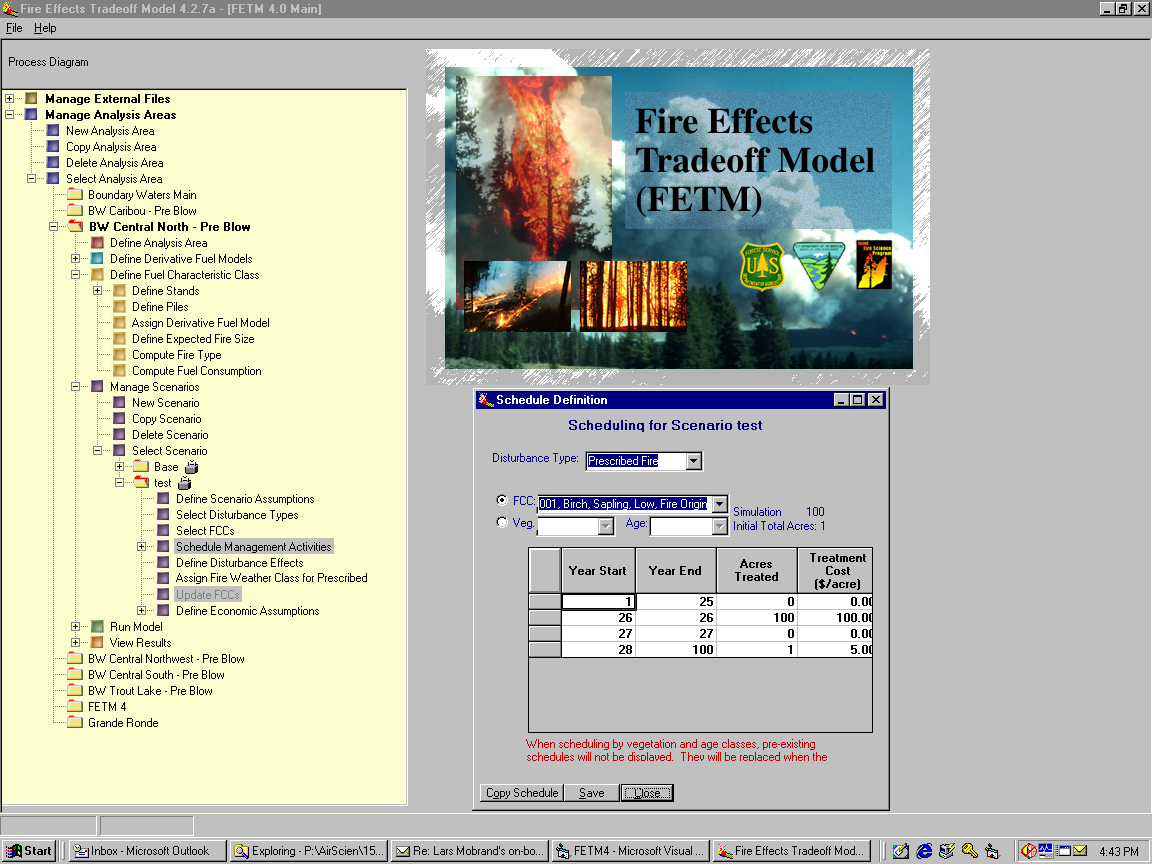 Fire Effects Tradeoff Model 4.2.7a - [FETM 4.0 Main]
File Help
Process Diagram
Manage External Files
Manage Analysis Areas
New Analysis Area
Copy Analysis Area
Delete Analysis Area
Select Analysis Area
Boundary Waters Main
BW Caribou - Pre Blow
BW Central North - Pre Blow
Define Analysis Area
Define Derivative Fuel Models
Define Fuel Characteristic Class
Define Stands
Define Piles
Assign Derivative Fuel Model
Define Expected Fire Size
Compute Fire Type
Compute Fuel Consumption
Manage Scenarios
New Scenario
Copy Scenario
Delete Scenario
Select Scenario
Base
test
Define Scenario Assumptions
Select Disturbance Types
Select FCCs
Schedule Management Activities
Define Disturbance Effects
Assign Fire Weather Class for Prescribed
Update FCCs
Define Economic Assumptions
Run Model
View Results
BW Central Northwest - Pre Blow
BW Central South - Pre Blow
BW Trout Lake - Pre Blow
FETM 4
Grande Ronde
Fire Effects
Tradeoff Model
(FETM)
FOREST SERVICE
U S
DEPARTMENT OF AGRICULTURE
Joint
Fire Science
Program
Schedule Definition
Scheduling for Scenario test
Disturbance Type: Prescribed Fire
FCC: 001, Birch, Sapling, Low, Fire Origin
Simulation 100
Veg. Age: Initial Total Acres: 1
Year Start Year End Acres Treated Treatment Cost ($/acre)
1 25 0 0.00
26 26 100 100.00
27 27 0 0.00
28 100 1 5.00
When scheduling by vegetation and age classes, pre-existing
schedules will not be displayed. They will be replaced when the
Copy Schedule Save Close
Start Inbox - Microsoft Outlook Exploring - P:\AirScien\15... Re: Lars Mobrand's on-bo... FETM4 - Microsoft Visual ... Fire Effects Tradeoff Mod... 4:43 PM